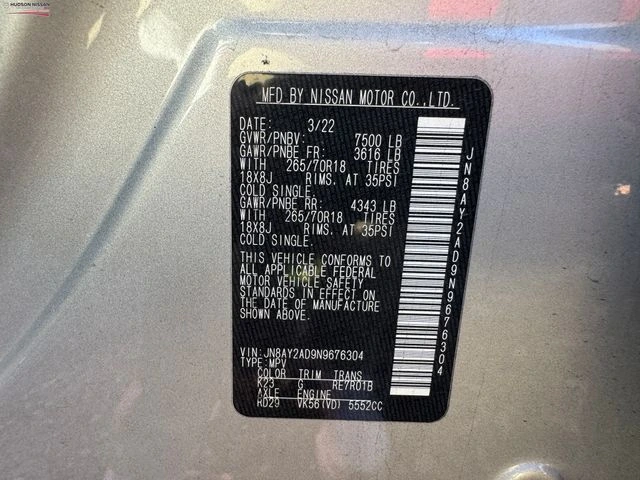 HUDSON NISSAN
MFD BY NISSAN MOTOR CO.,LTD.
DATE: 3/22
GVWR/PNBV: 7500 LB
GAWR/PNBE FR: 3616 LB
WITH 265/70R18 TIRES
18X8J RIMS. AT 35PSI
COLD SINGLE.
GAWR/PNBE RR: 4343 LB
WITH 265/70R18 TIRES
18X8J RIMS. AT 35PSI
COLD SINGLE.
THIS VEHICLE CONFORMS TO
ALL APPLICABLE FEDERAL
MOTOR VEHICLE SAFETY
STANDARDS IN EFFECT ON
THE DATE OF MANUFACTURE
SHOWN ABOVE.
VIN: JN8AY2AD9N9676304
TYPE: MPV
COLOR TRIM TRANS
K23 G RE7R01B
AXLE ENGINE
RD29 VK56(VD) 5552CC
JN8AY2AD9N9676304